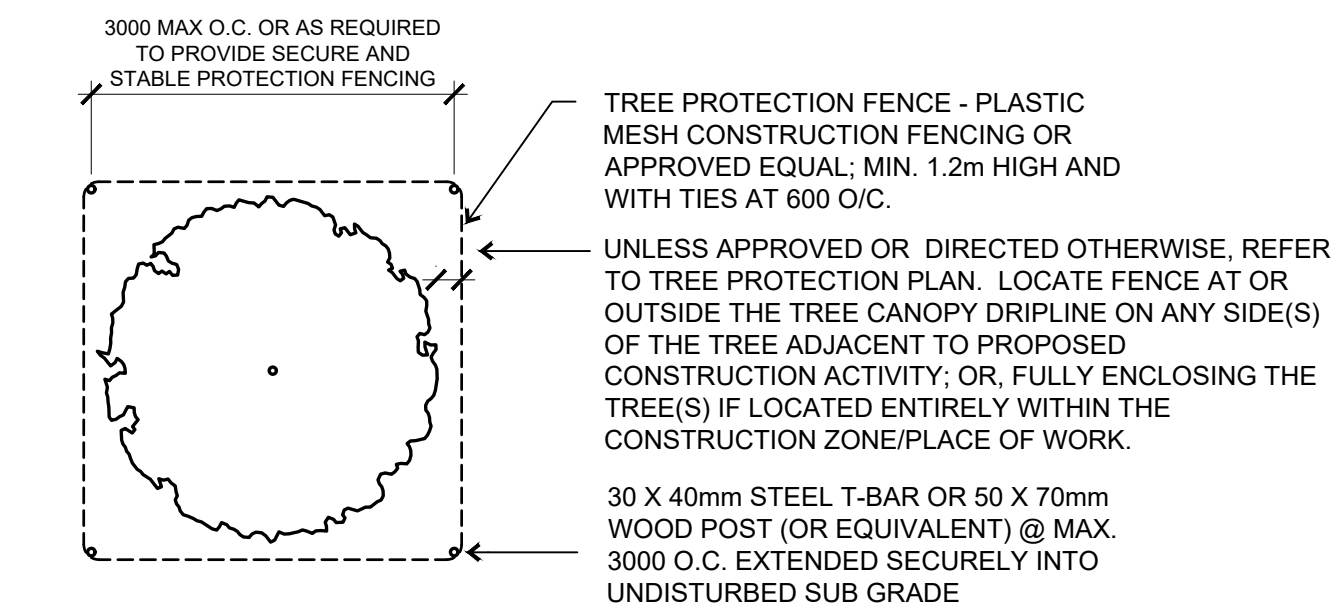 3000 MAX O.C. OR AS REQUIRED
TO PROVIDE SECURE AND
STABLE PROTECTION FENCING
TREE PROTECTION FENCE - PLASTIC
MESH CONSTRUCTION FENCING OR
APPROVED EQUAL; MIN. 1.2m HIGH AND
WITH TIES AT 600 O/C.
UNLESS APPROVED OR DIRECTED OTHERWISE, REFER
TO TREE PROTECTION PLAN. LOCATE FENCE AT OR
OUTSIDE THE TREE CANOPY DRIPLINE ON ANY SIDE(S)
OF THE TREE ADJACENT TO PROPOSED
CONSTRUCTION ACTIVITY; OR, FULLY ENCLOSING THE
TREE(S) IF LOCATED ENTIRELY WITHIN THE
CONSTRUCTION ZONE/PLACE OF WORK.
30 X 40mm STEEL T-BAR OR 50 X 70mm
WOOD POST (OR EQUIVALENT) @ MAX.
3000 O.C. EXTENDED SECURELY INTO
UNDISTURBED SUB GRADE